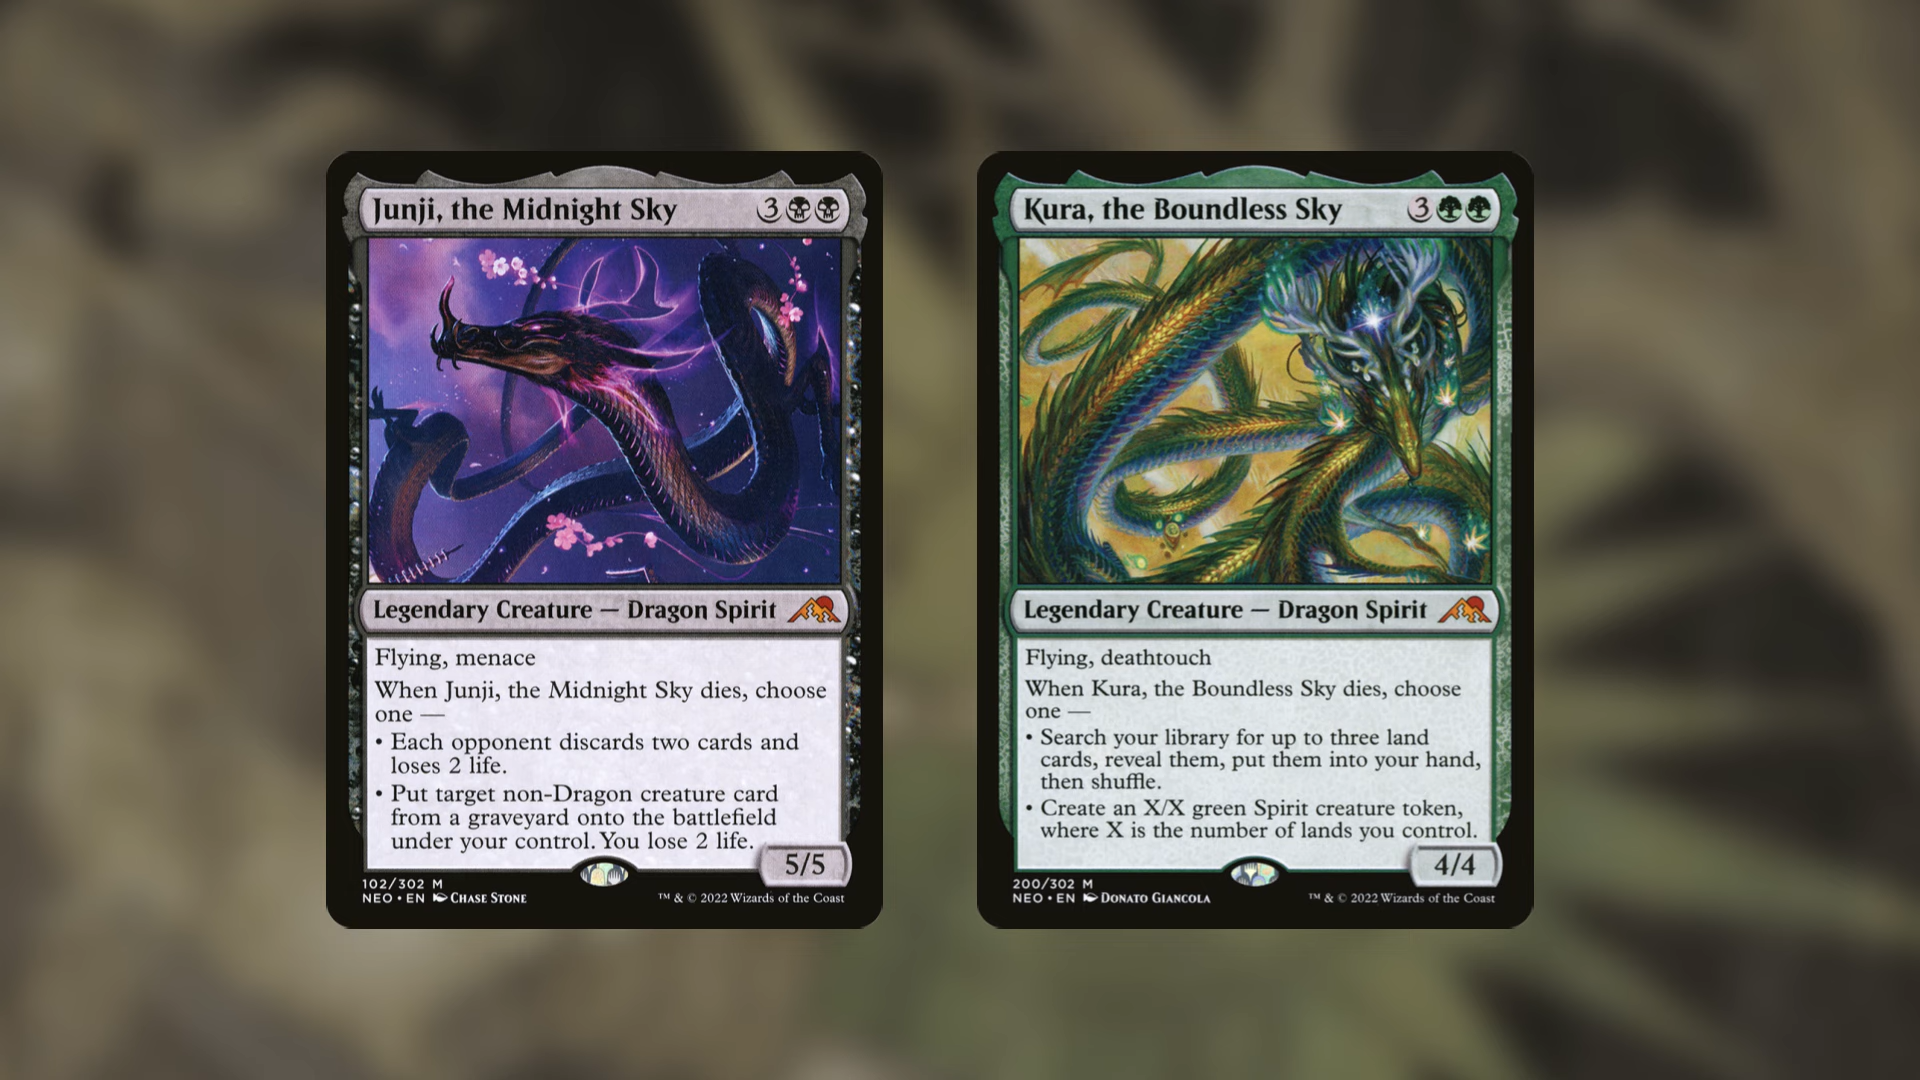 Junji, the Midnight Sky 3
Legendary Creature — Dragon Spirit
Flying, menace
When Junji, the Midnight Sky dies, choose
one —
• Each opponent discards two cards and
loses 2 life.
• Put target non-Dragon creature card
from a graveyard onto the battlefield
under your control. You lose 2 life.
5/5
102/302 M
NEO • EN CHASE STONE
™ & © 2022 Wizards of the Coast
Kura, the Boundless Sky 3
Legendary Creature — Dragon Spirit
Flying, deathtouch
When Kura, the Boundless Sky dies, choose
one —
• Search your library for up to three land
cards, reveal them, put them into your hand,
then shuffle.
• Create an X/X green Spirit creature token,
where X is the number of lands you control.
4/4
200/302 M
NEO • EN DONATO GIANCOLA
™ & © 2022 Wizards of the Coast